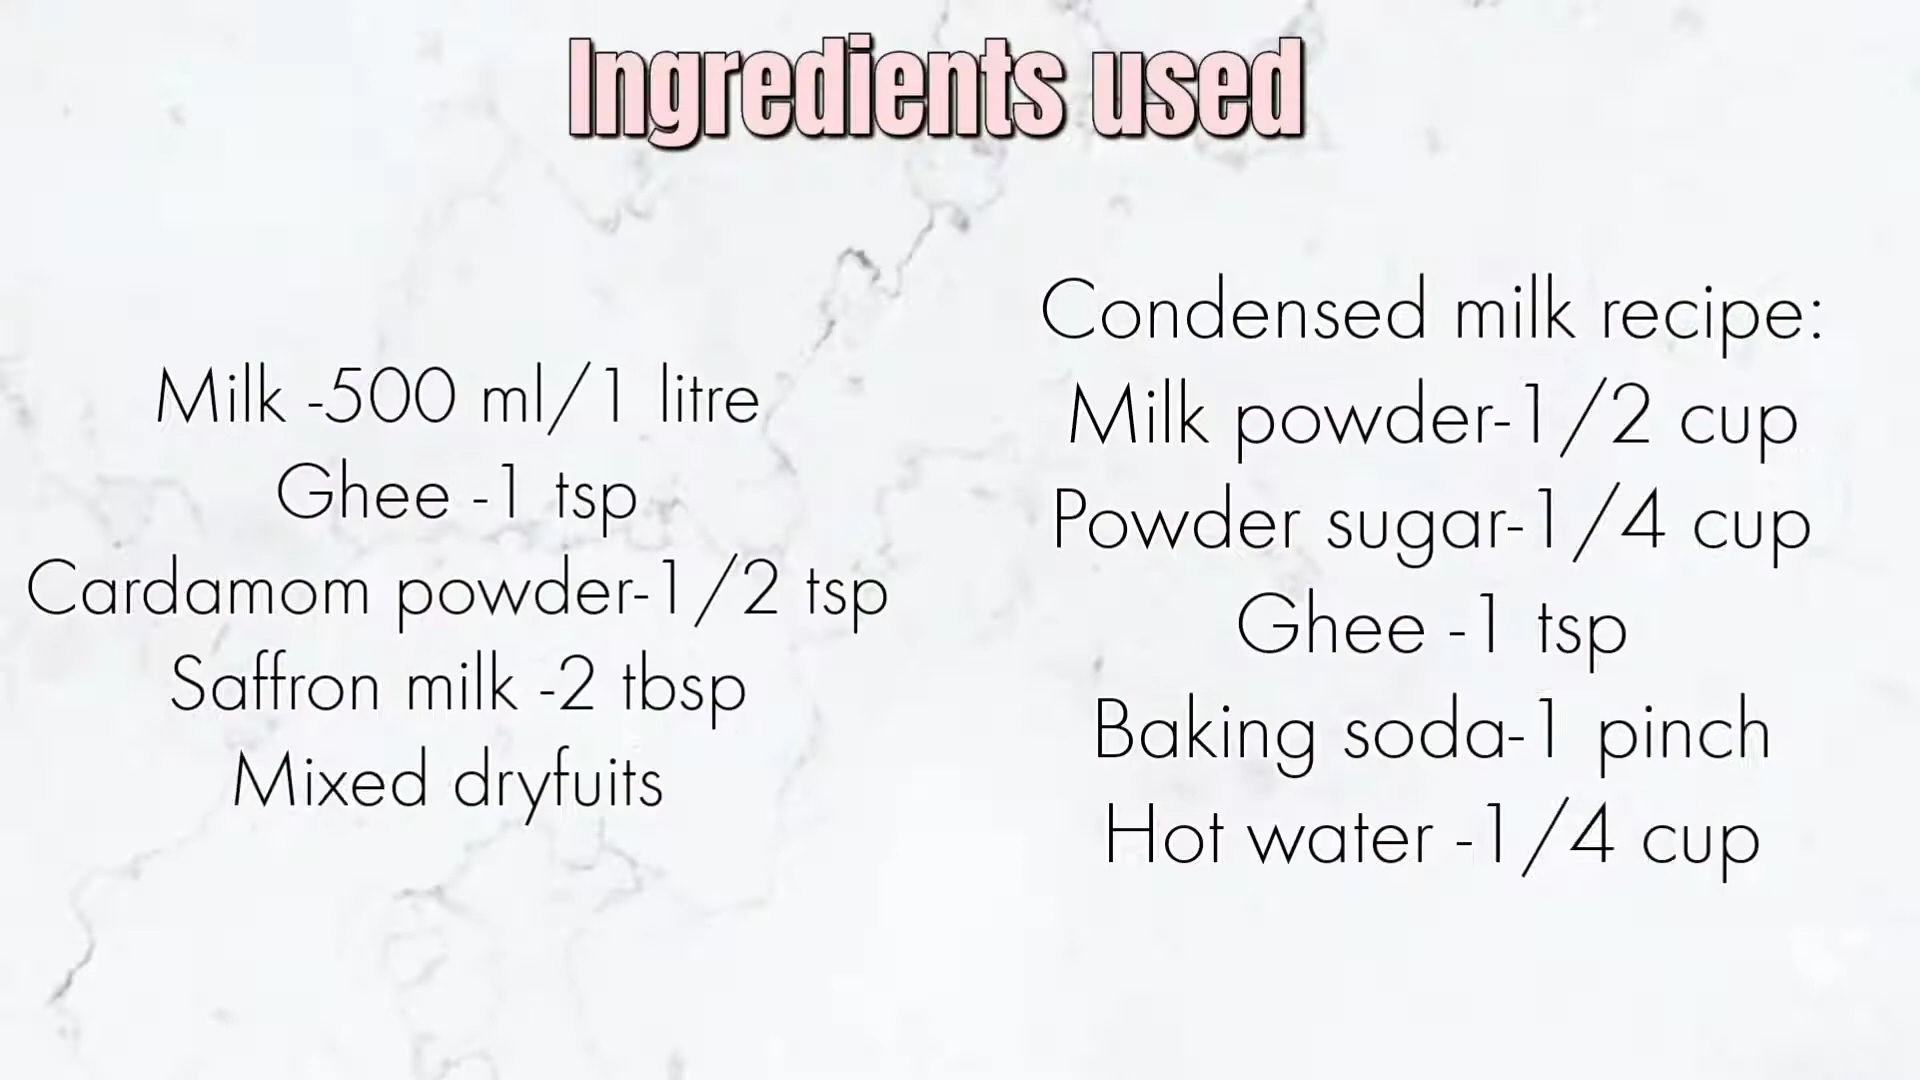 Ingredients used
Milk -500 ml/1 litre
Ghee -1 tsp
Cardamom powder-1/2 tsp
Saffron milk -2 tbsp
Mixed dryfuits
Condensed milk recipe:
Milk powder-1/2 cup
Powder sugar-1/4 cup
Ghee -1 tsp
Baking soda-1 pinch
Hot water -1/4 cup